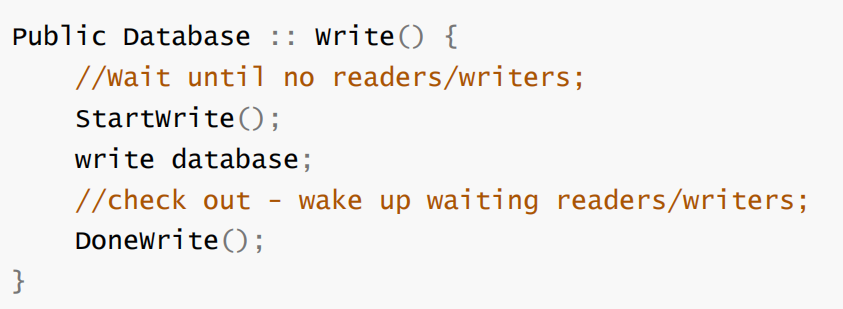 Public Database :: Write() {
//Wait until no readers/writers;
StartWrite();
write database;
//check out - wake up waiting readers/writers;
DoneWrite();
}